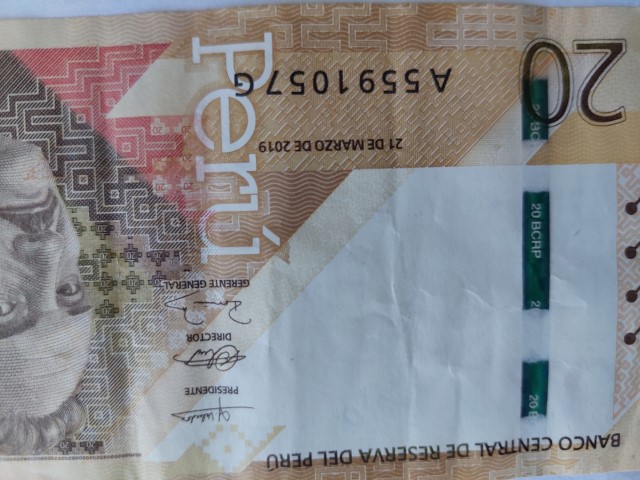 BANCO CENTRAL DE RESERVA DEL PERÚ
PRESIDENTE
DIRECTOR
GERENTE GENERAL
20 BCRP
Perú
21 DE MARZO DE 2019
A5591057G
20